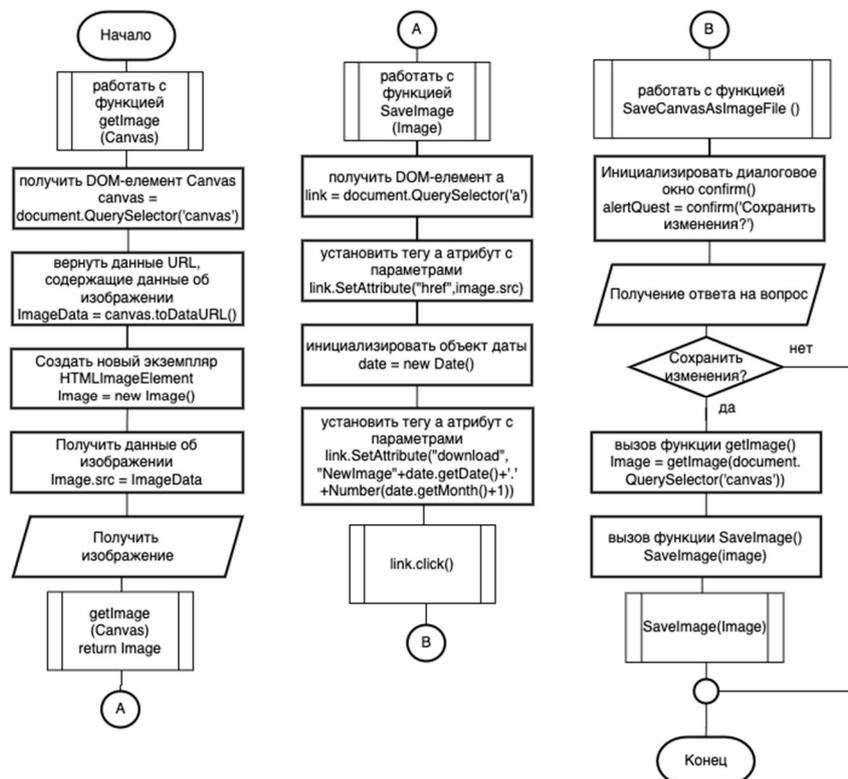 Начало
работать с
функцией
getImage
(Canvas)
получить DOM-элемент Canvas
canvas =
document.QuerySelector('canvas')
вернуть данные URL,
содержащие данные об
изображении
ImageData = canvas.toDataURL()
Создать новый экземпляр
HTMLImageElement
Image = new Image()
Получить данные об
изображении
Image.src = ImageData
Получить
изображение
getImage
(Canvas)
return Image
A
A
работать с
функцией
SaveImage
(Image)
получить DOM-элемент a
link = document.QuerySelector('a')
установить тегу a атрибут с
параметрами
link.SetAttribute("href",image.src)
инициализировать объект даты
date = new Date()
установить тегу a атрибут с
параметрами
link.SetAttribute("download",
"NewImage"+date.getDate()+'.'
+Number(date.getMonth()+1))
link.click()
B
B
работать с функцией
SaveCanvasAsImageFile ()
Инициализировать диалоговое
окно confirm()
alertQuest = confirm('Сохранить
изменения?')
Получение ответа на вопрос
Сохранить
изменения?
нет
да
вызов функции getImage()
Image = getImage(document.
QuerySelector('canvas'))
вызов функции SaveImage()
SaveImage(image)
SaveImage(Image)
Конец